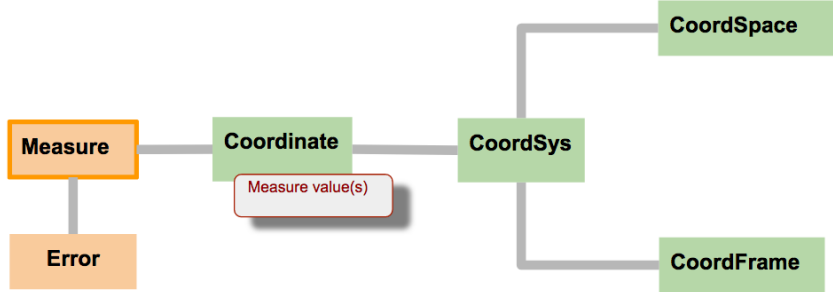 CoordSpace
Measure
Coordinate
CoordSys
Measure value(s)
Error
CoordFrame